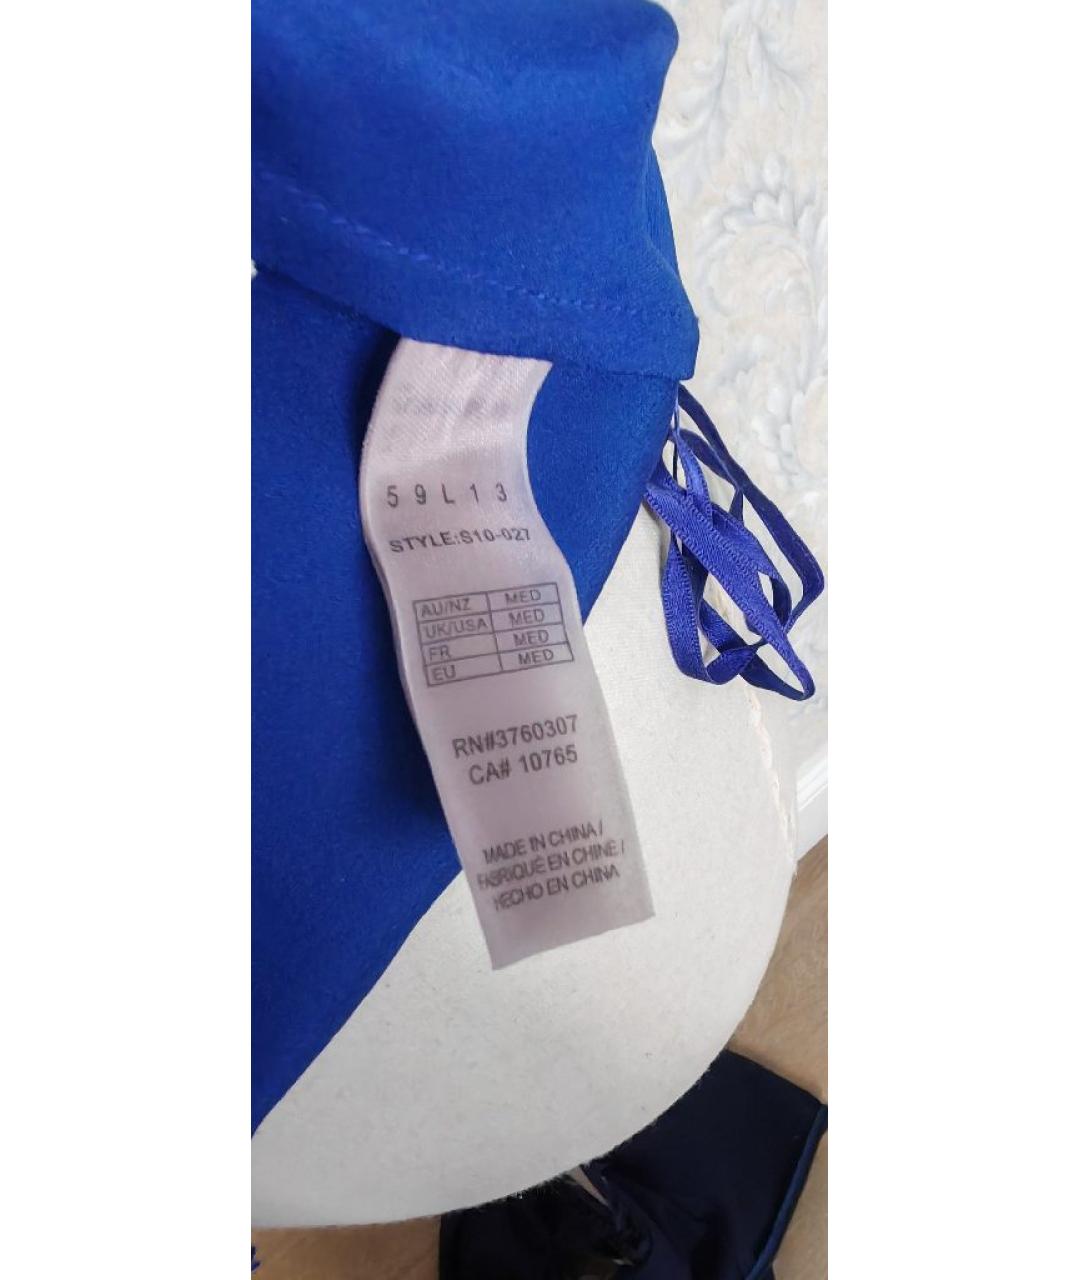 59L13
STYLE:S10-027
AU/NZ MED
UK/USA MED
FR MED
EU MED
RN#3760307
CA# 10765
MADE IN CHINA /
FABRIQUÉ EN CHINE /
HECHO EN CHINA